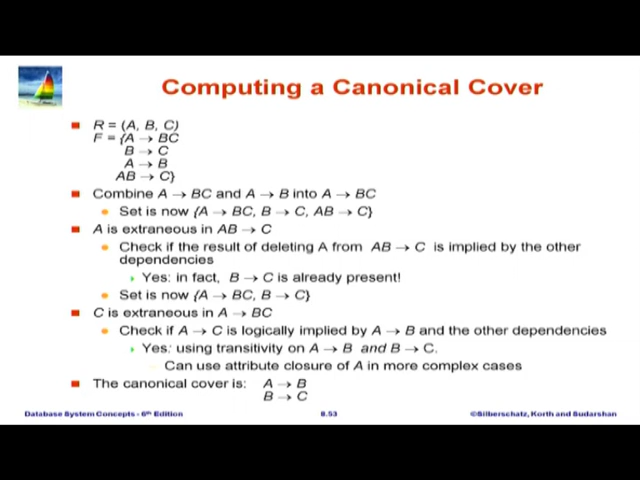 Computing a Canonical Cover
R = (A, B, C)
F = {A → BC
B → C
A → B
AB → C}
Combine A → BC and A → B into A → BC
Set is now {A → BC, B → C, AB → C}
A is extraneous in AB → C
Check if the result of deleting A from AB → C is implied by the other
dependencies
Yes: in fact, B → C is already present!
Set is now {A → BC, B → C}
C is extraneous in A → BC
Check if A → C is logically implied by A → B and the other dependencies
Yes: using transitivity on A → B and B → C.
Can use attribute closure of A in more complex cases
The canonical cover is: A → B
B → C
Database System Concepts - 6th Edition 8.53 ©Silberschatz, Korth and Sudarshan